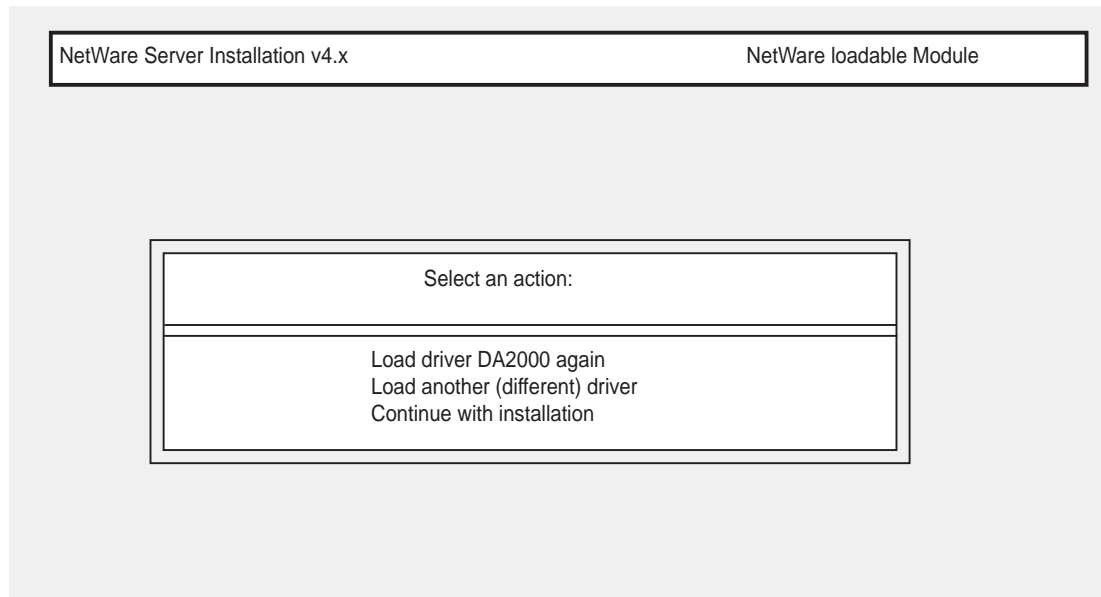 NetWare Server Installation v4.x NetWare loadable Module
Select an action:
Load driver DA2000 again
Load another (different) driver
Continue with installation